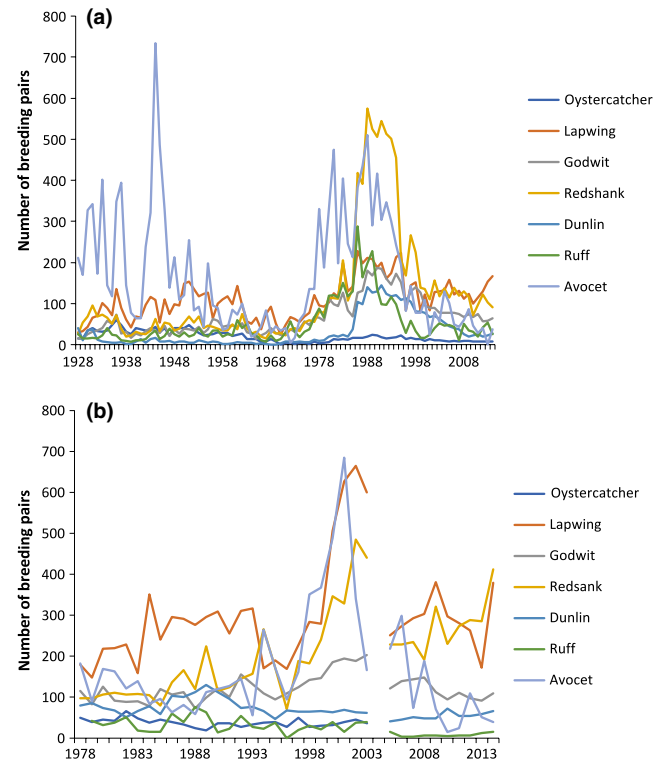 (a)
Number of breeding pairs
800
700
600
500
400
300
200
100
0
1928 1938 1948 1958 1968 1978 1988 1998 2008
Oystercatcher
Lapwing
Godwit
Redshank
Dunlin
Ruff
Avocet
(b)
Number of breeding pairs
800
700
600
500
400
300
200
100
0
1978 1983 1988 1993 1998 2003 2008 2013
Oystercatcher
Lapwing
Godwit
Redsank
Dunlin
Ruff
Avocet